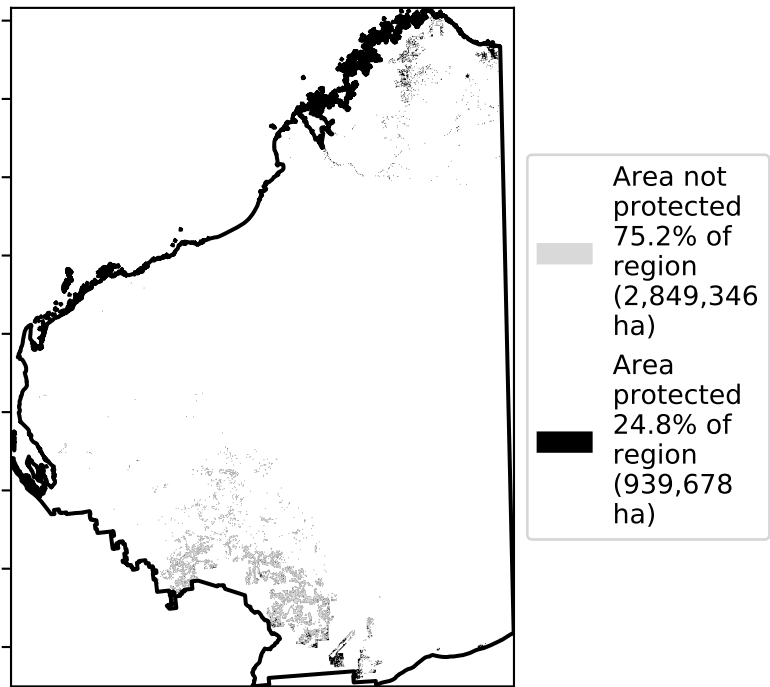 Area not
protected
75.2% of
region
(2,849,346
ha)
Area
protected
24.8% of
region
(939,678
ha)